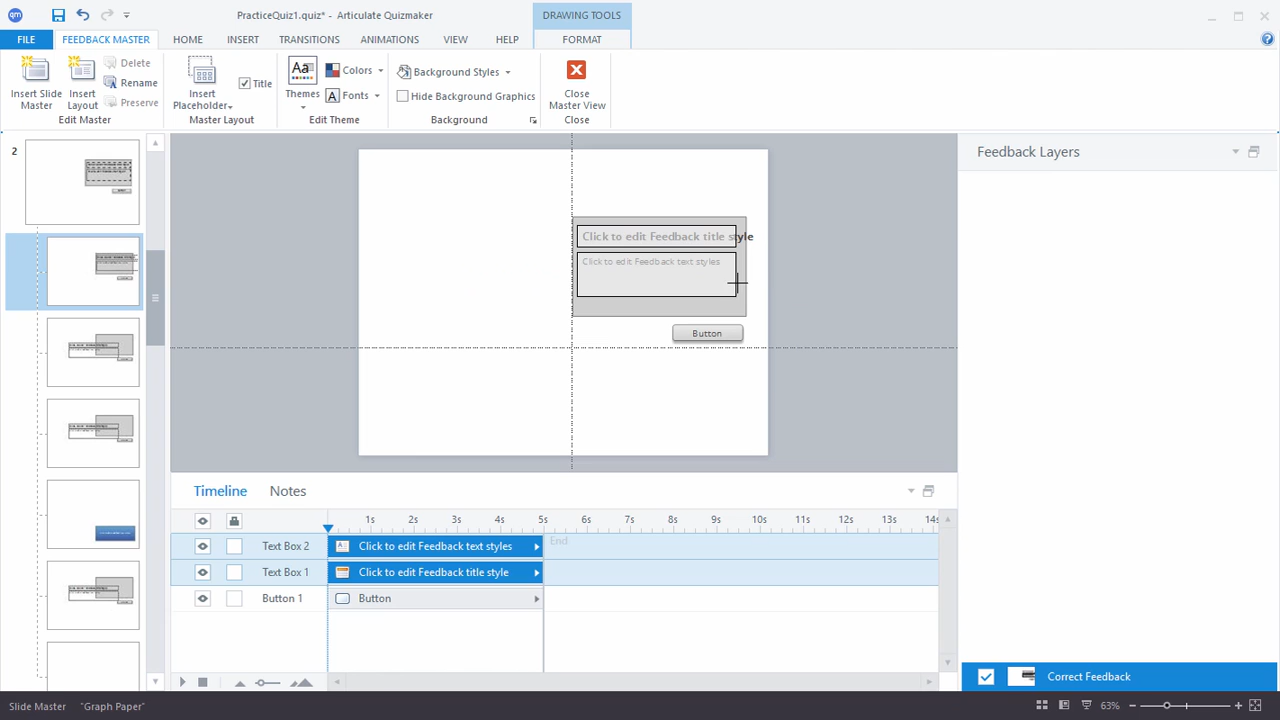 PracticeQuiz1.quiz* - Articulate Quizmaker
DRAWING TOOLS
FILE
FEEDBACK MASTER
HOME
INSERT
TRANSITIONS
ANIMATIONS
VIEW
HELP
FORMAT
Insert Slide
Master
Insert
Layout
Delete
Rename
Preserve
Edit Master
Insert
Placeholder
Title
Master Layout
Themes
Colors
Fonts
Edit Theme
Background Styles
Hide Background Graphics
Background
Close
Master View
Close
2
Click to edit Feedback title style
Click to edit Feedback text styles
Button
Feedback Layers
Timeline
Notes
1s 2s 3s 4s 5s 6s 7s 8s 9s 10s 11s 12s 13s 14s
Text Box 2
Click to edit Feedback text styles
End
Text Box 1
Click to edit Feedback title style
Button 1
Button
Correct Feedback
Slide Master
"Graph Paper"
63%